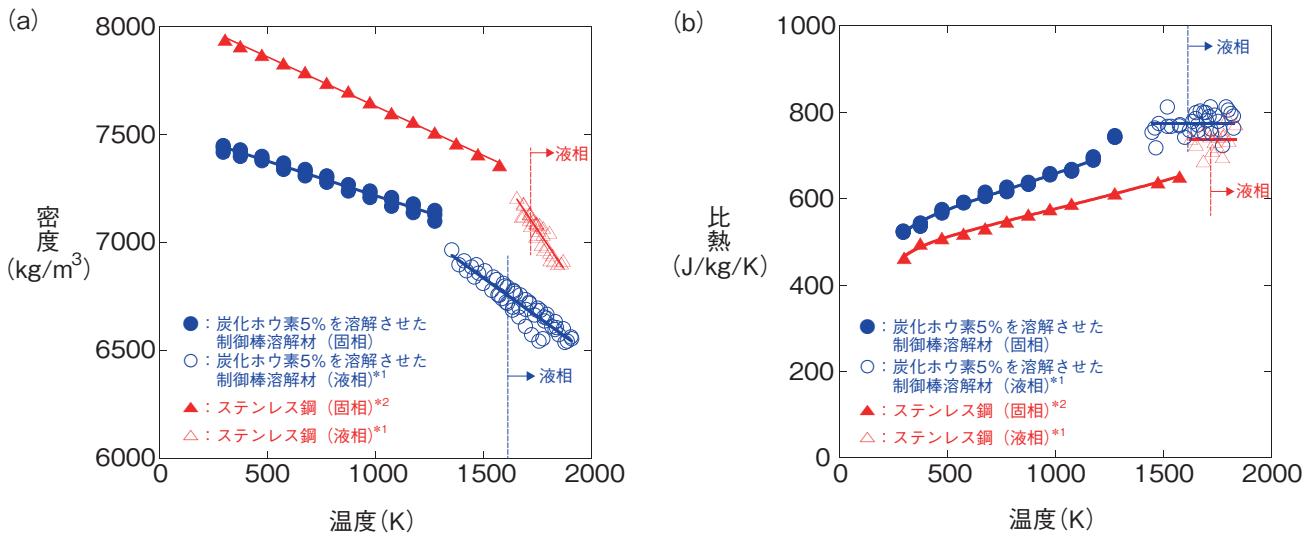 (a)
8000
7500
7000
6500
6000
密度
(kg/m³)
液相
●：炭化ホウ素5%を溶解させた
制御棒溶解材（固相）
○：炭化ホウ素5%を溶解させた
制御棒溶解材（液相）*1
▲：ステンレス鋼（固相）*2
△：ステンレス鋼（液相）*1
液相
0 500 1000 1500 2000
温度(K)
(b)
1000
800
600
400
200
0
比熱
(J/kg/K)
液相
液相
●：炭化ホウ素5%を溶解させた
制御棒溶解材（固相）
○：炭化ホウ素5%を溶解させた
制御棒溶解材（液相）*1
▲：ステンレス鋼（固相）*2
△：ステンレス鋼（液相）*1
0 500 1000 1500 2000
温度(K)